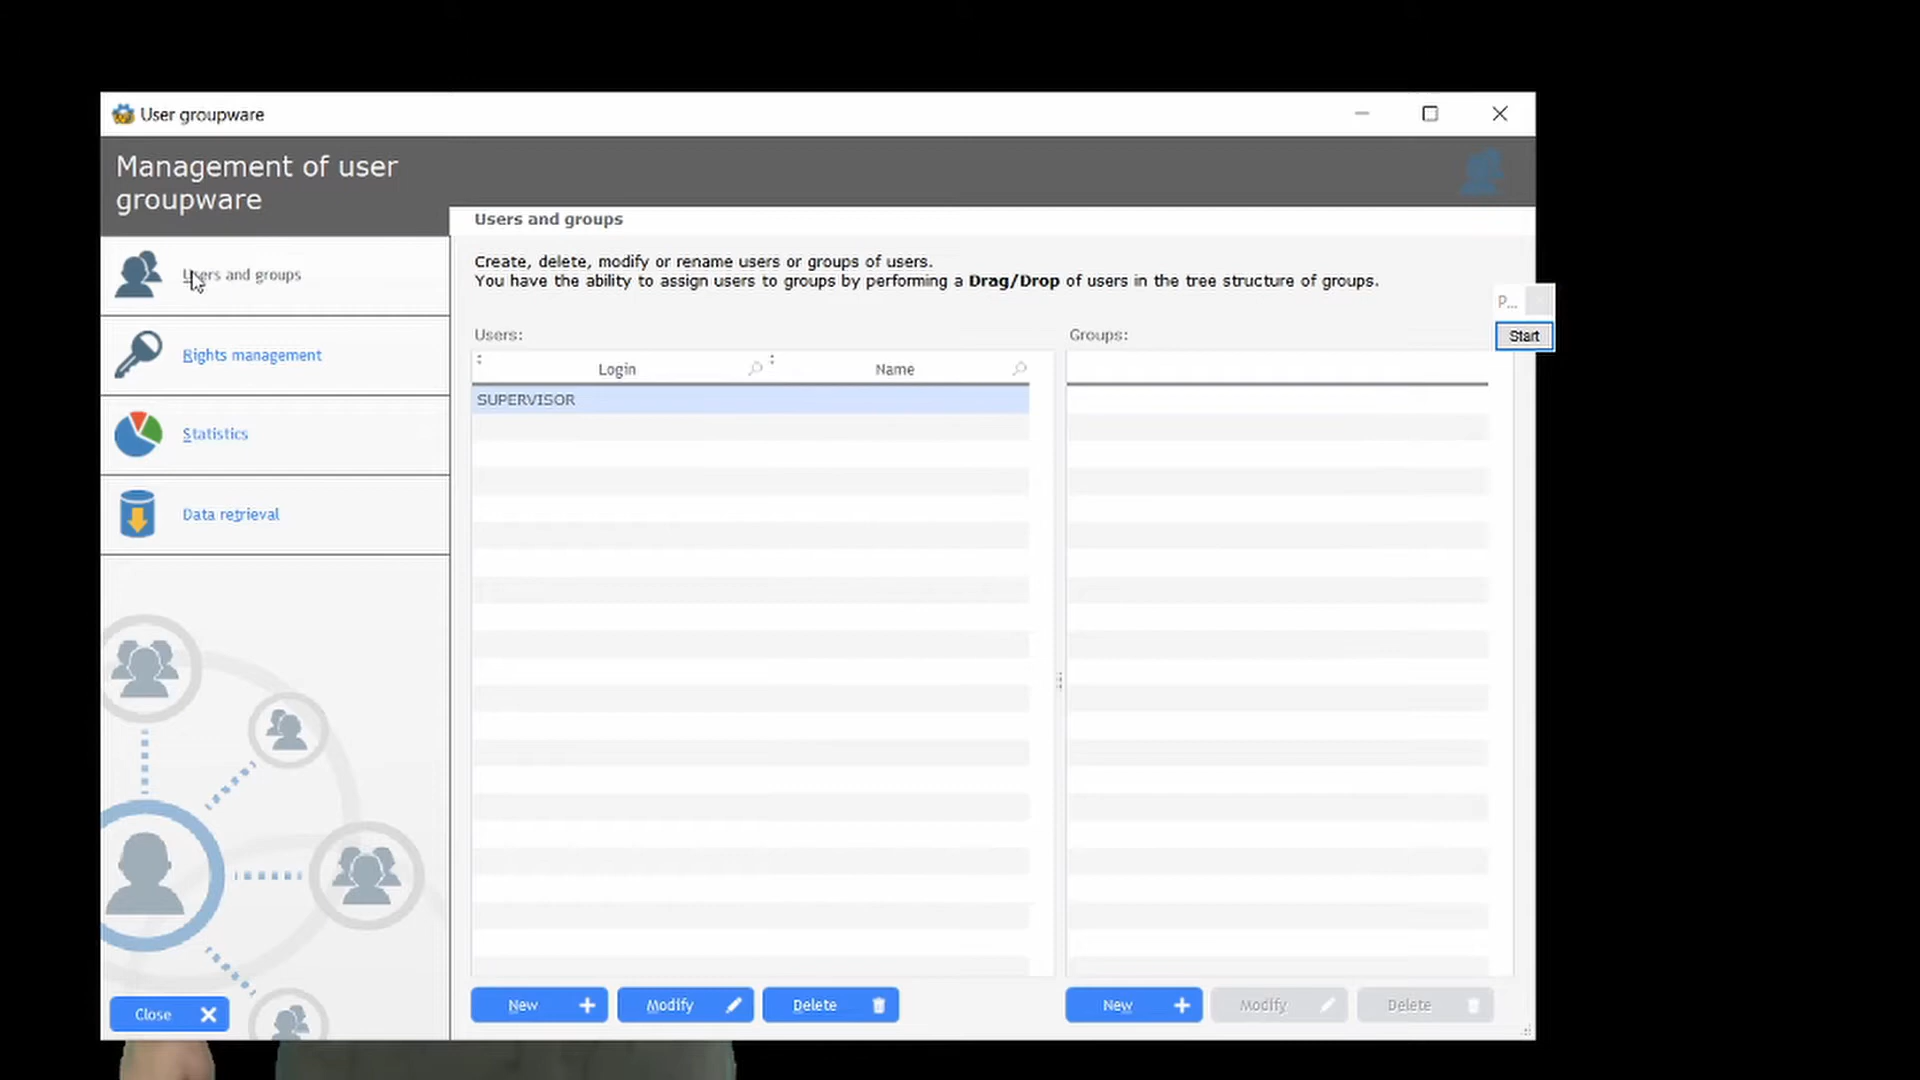 User groupware
Management of user
groupware
Users and groups
Rights management
Statistics
Data retrieval
Close
Users and groups
Create, delete, modify or rename users or groups of users.
You have the ability to assign users to groups by performing a Drag/Drop of users in the tree structure of groups.
Users:
Login Name
SUPERVISOR
New Modify Delete
Groups:
New Modify Delete
P...
Start